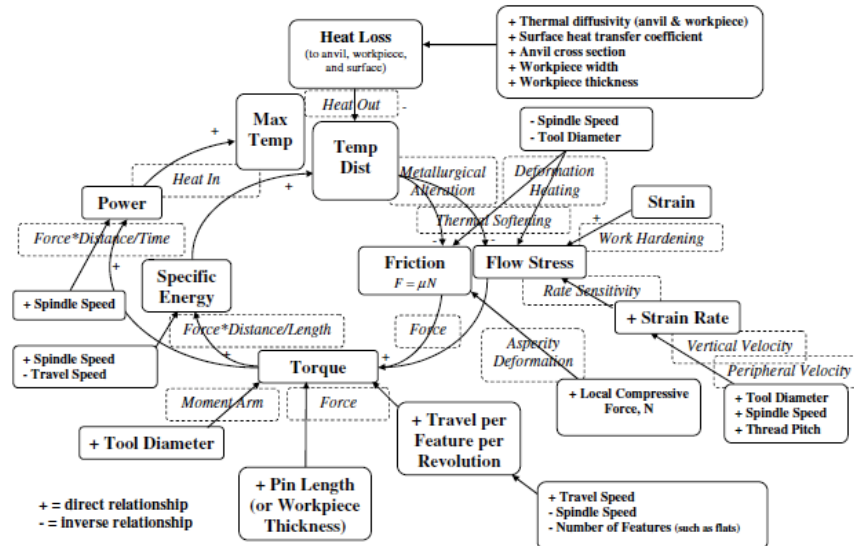 Heat Loss
(to anvil, workpiece,
and surface)
+ Thermal diffusivity (anvil & workpiece)
+ Surface heat transfer coefficient
+ Anvil cross section
+ Workpiece width
+ Workpiece thickness
Heat Out
-
Max
Temp
+
Temp
Dist
+
- Spindle Speed
- Tool Diameter
Metallurgical
Alteration
Deformation
Heating
Heat In
Thermal Softening
Power
Strain
+
Work Hardening
Force*Distance/Time
+
-
-
Friction
F = μN
Flow Stress
Specific
Energy
Rate Sensitivity
+ Spindle Speed
+ Strain Rate
Force*Distance/Length
Force
Asperity
Deformation
Vertical Velocity
Peripheral Velocity
+ Spindle Speed
- Travel Speed
+
+
Torque
Moment Arm
Force
+ Local Compressive
Force, N
+ Tool Diameter
+ Spindle Speed
+ Thread Pitch
+ Tool Diameter
+ Travel per
Feature per
Revolution
+ Pin Length
(or Workpiece
Thickness)
+ = direct relationship
- = inverse relationship
+ Travel Speed
- Spindle Speed
- Number of Features (such as flats)